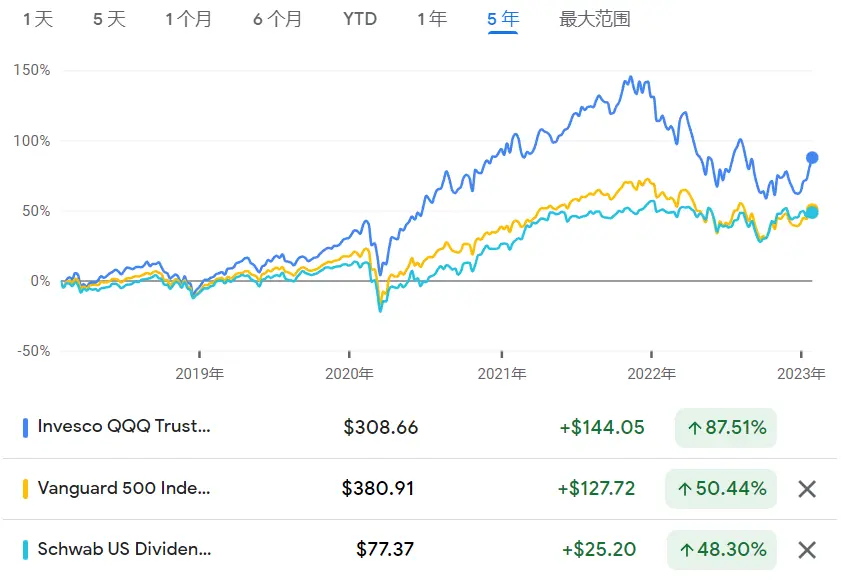 1 天 5 天 1 个月 6 个月 YTD 1 年 5 年 最大范围
150%
100%
50%
0%
-50%
2019年 2020年 2021年 2022年 2023年
Invesco QQQ Trust... $308.66 +$144.05 ↑87.51%
Vanguard 500 Inde... $380.91 +$127.72 ↑50.44%
Schwab US Dividen... $77.37 +$25.20 ↑48.30%